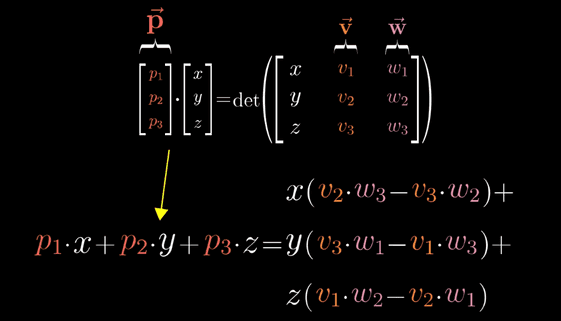 p⃗ v⃗ w⃗
[p₁ p₂ p₃] · [x y z] = det([x v₁ w₁
y v₂ w₂
z v₃ w₃])
x(v₂·w₃−v₃·w₂)+
p₁·x+p₂·y+p₃·z=y(v₃·w₁−v₁·w₃)+
z(v₁·w₂−v₂·w₁)